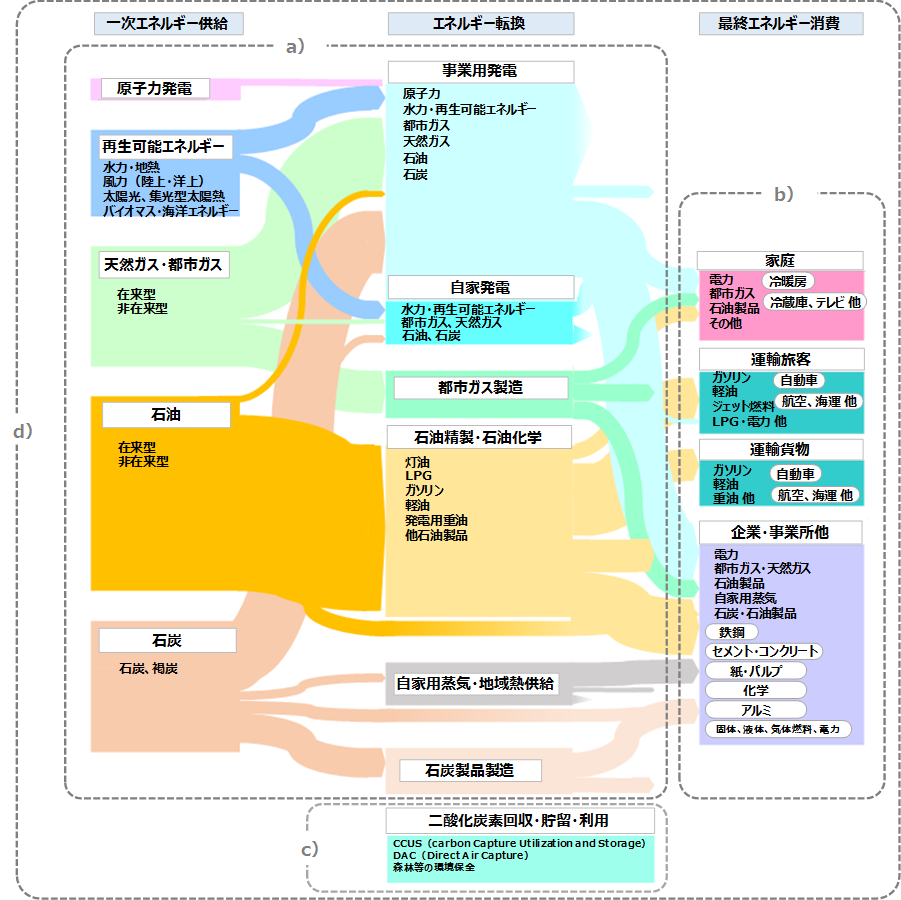 一次エネルギー供給
エネルギー転換
最終エネルギー消費
a）
原子力発電
再生可能エネルギー
水力・地熱
風力（陸上・洋上）
太陽光、集光型太陽熱
バイオマス・海洋エネルギー
天然ガス・都市ガス
在来型
非在来型
石油
在来型
非在来型
石炭
石炭、褐炭
事業用発電
原子力
水力・再生可能エネルギー
都市ガス
天然ガス
石油
石炭
自家発電
水力・再生可能エネルギー
都市ガス、天然ガス
石油、石炭
都市ガス製造
石油精製・石油化学
灯油
LPG
ガソリン
軽油
発電用重油
他石油製品
自家用蒸気・地域熱供給
石炭製品製造
b）
家庭
電力
都市ガス
石油製品
その他
冷暖房
冷蔵庫、テレビ 他
運輸旅客
ガソリン
軽油
ジェット燃料
LPG・電力 他
自動車
航空、海運 他
運輸貨物
ガソリン
軽油
重油 他
自動車
航空、海運 他
企業・事業所他
電力
都市ガス・天然ガス
石油製品
自家用蒸気
石炭・石油製品
鉄鋼
セメント・コンクリート
紙・パルプ
化学
アルミ
固体、液体、気体燃料、電力
c）
二酸化炭素回収・貯留・利用
CCUS（carbon Capture Utilization and Storage）
DAC（Direct Air Capture）
森林等の環境保全
d）